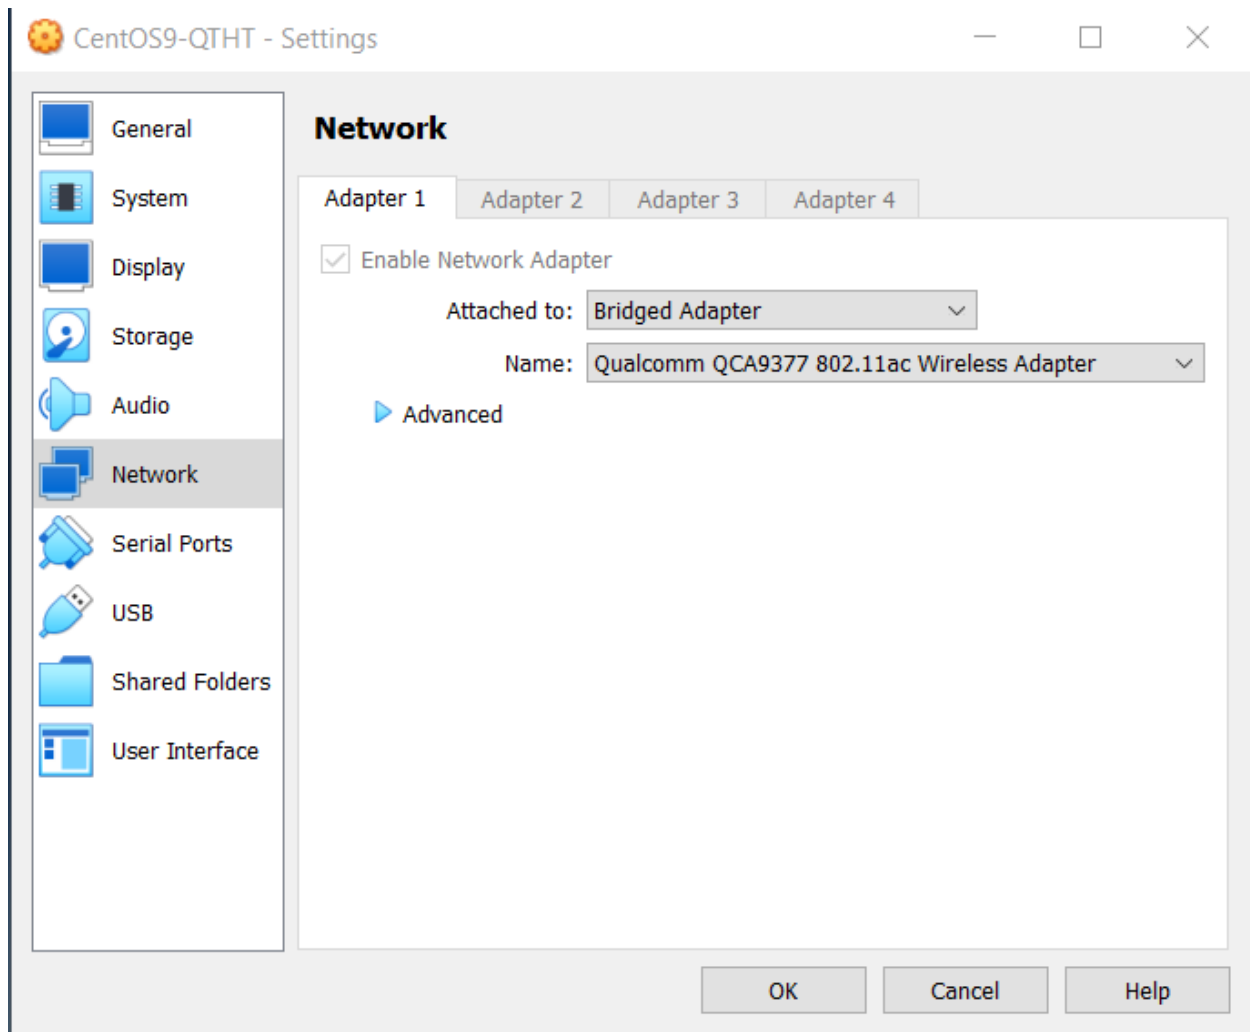 CentOS9-QTHT - Settings
General
System
Display
Storage
Audio
Network
Serial Ports
USB
Shared Folders
User Interface
Network
Adapter 1 Adapter 2 Adapter 3 Adapter 4
Enable Network Adapter
Attached to: Bridged Adapter
Name: Qualcomm QCA9377 802.11ac Wireless Adapter
Advanced
OK Cancel Help